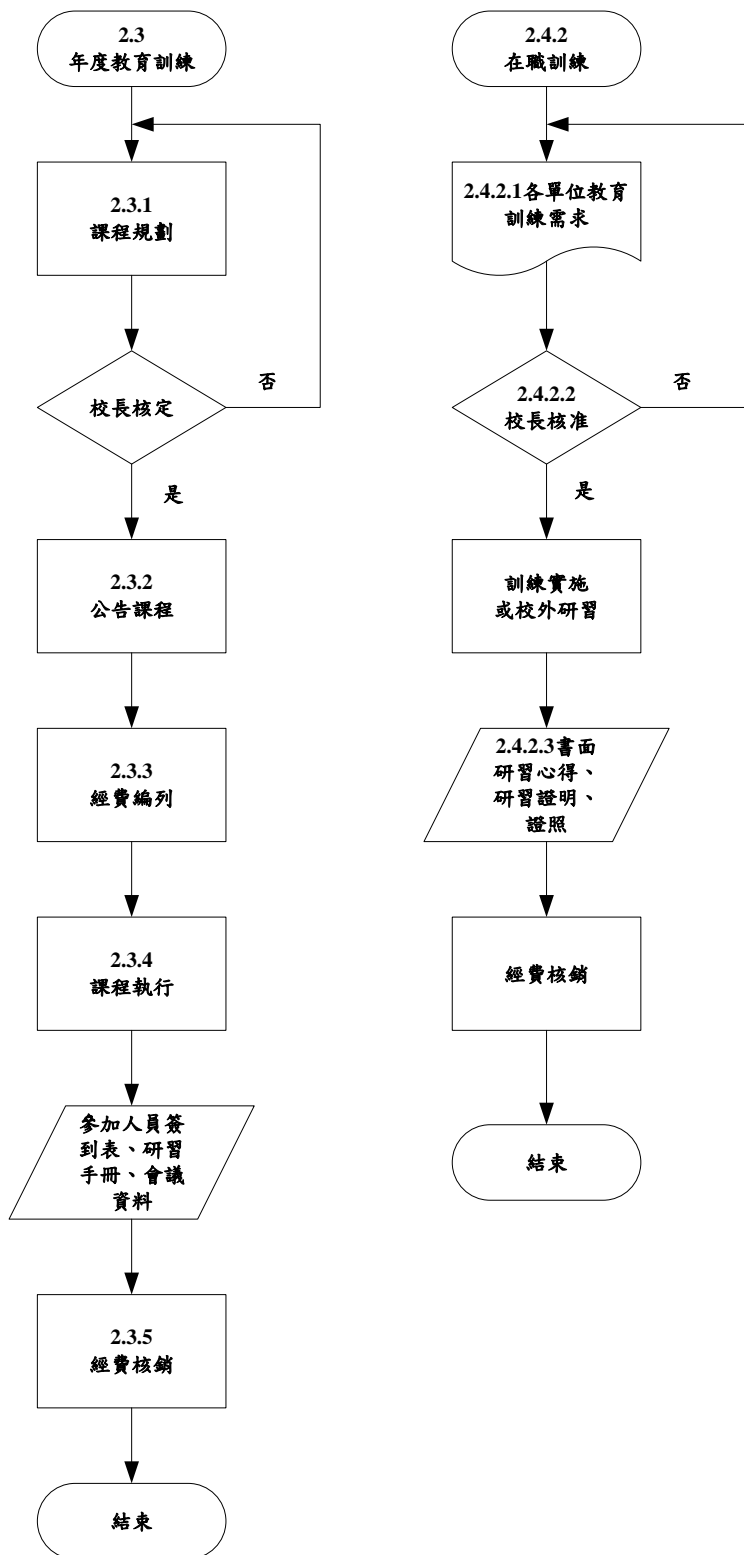 2.3
年度教育訓練
2.3.1
課程規劃
校長核定
否
是
2.3.2
公告課程
2.3.3
經費編列
2.3.4
課程執行
參加人員簽
到表、研習
手冊、會議
資料
2.3.5
經費核銷
結束
2.4.2
在職訓練
2.4.2.1各單位教育
訓練需求
2.4.2.2
校長核准
否
是
訓練實施
或校外研習
2.4.2.3書面
研習心得、
研習證明、
證照
經費核銷
結束